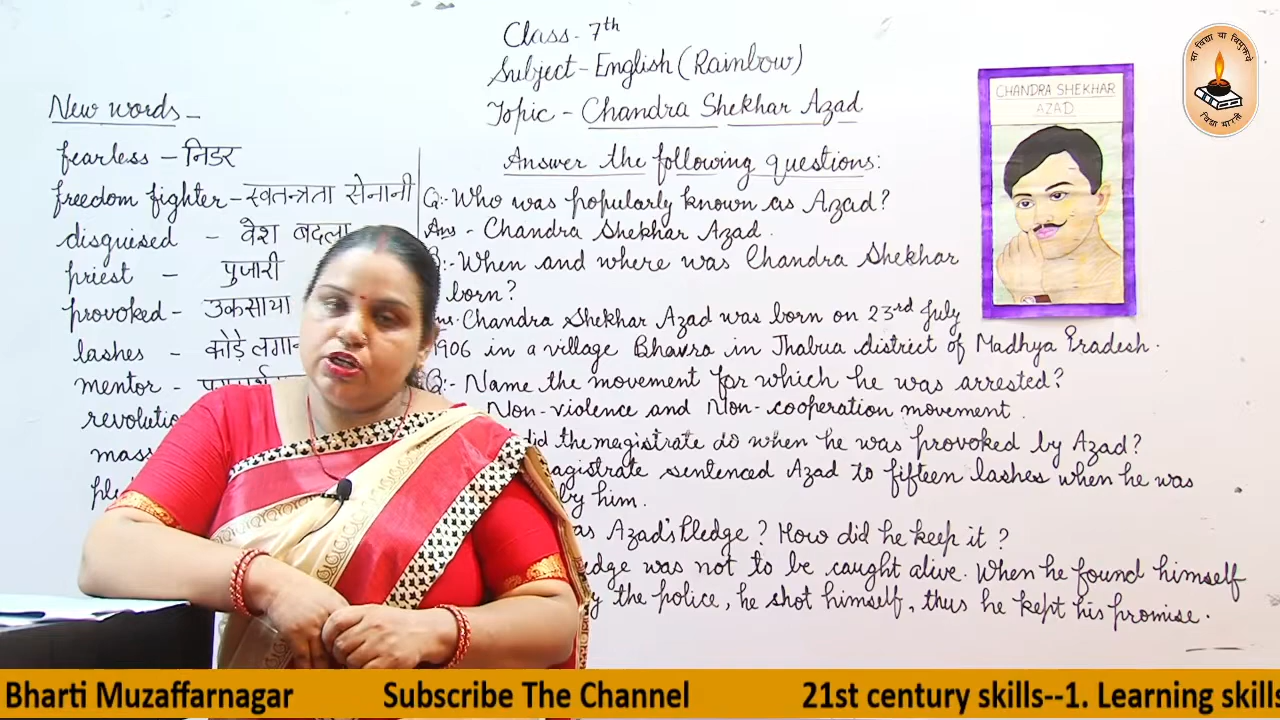 Class - 7th
Subject - English (Rainbow)
Topic - Chandra Shekhar Azad
New words -
fearless - निडर
freedom fighter - स्वतन्त्रता सेनानी
disguised - वेश बदला
priest - पुजारी
provoked - उकसाया
lashes - कोड़े
mentor -
Answer the following questions:
Q:- Who was popularly known as Azad?
Ans - Chandra Shekhar Azad.
:- When and where was Chandra Shekhar
born?
Chandra Shekhar Azad was born on 23rd July
1906 in a village Bhavra in Jhabua district of Madhya Pradesh.
Q:- Name the movement for which he was arrested?
Non-violence and Non-cooperation movement.
did the magistrate do when he was provoked by Azad?
sentenced Azad to fifteen lashes when he was
by him.
Azad's Pledge? How did he keep it?
was not to be caught alive. When he found himself
the police, he shot himself, thus he kept his promise.
CHANDRA SHEKHAR
AZAD
सा विद्या या विमुक्तये
विद्या भारती
Bharti Muzaffarnagar Subscribe The Channel 21st century skills--1. Learning skills